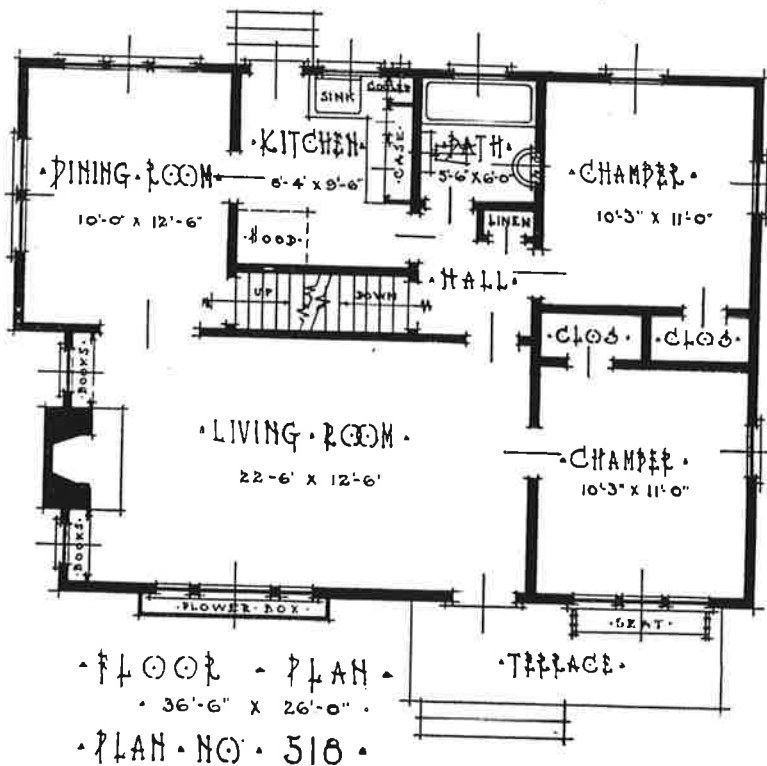 SINK
COOLER
DINING · ROOM
10'-0" X 12'-6"
KITCHEN
8'-4" X 9'-6"
CASE
BATH
5'-6" X 6'-0"
CHAMBER
10'-3" X 11'-0"
LINEN
HALL
UP
DOWN
CLOS
CLOS
BOOKS
LIVING · ROOM
22-6' X 12-6'
CHAMBER
10'-3" X 11'-0"
BOOKS
FLOWER · BOX
SEAT
TERRACE
FLOOR - PLAN
36'-6" X 26'-0"
PLAN · NO · 518